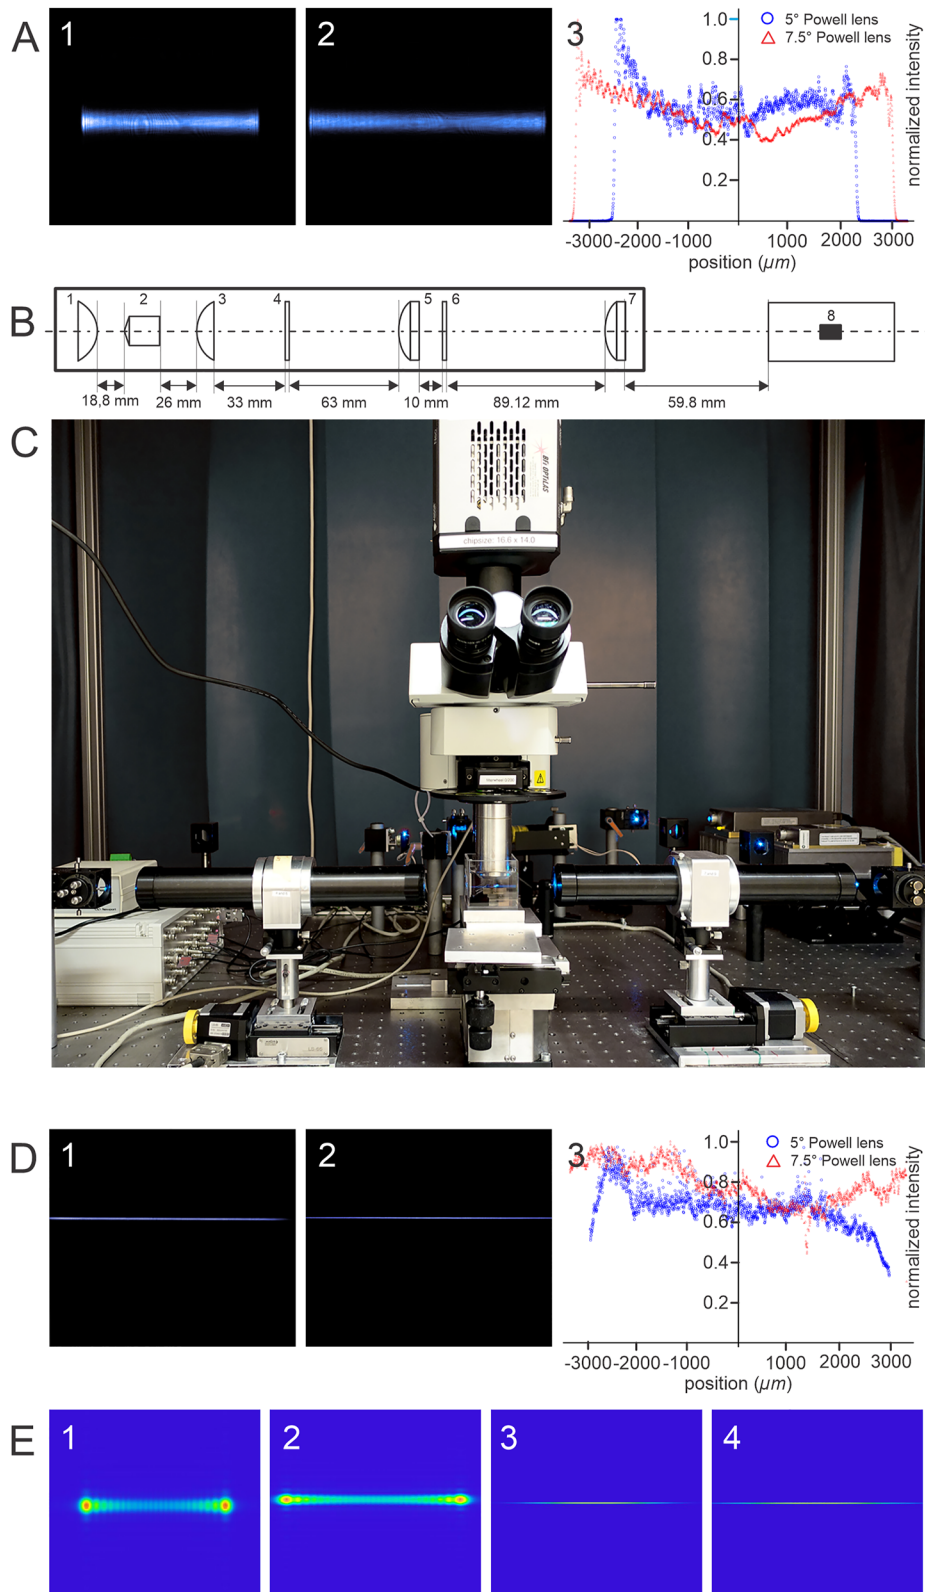 A
1
2
3
5° Powell lens
7.5° Powell lens
1.0
0.8
0.6
0.4
0.2
normalized intensity
-3000 -2000 -1000 1000 2000 3000
position (µm)
B
1 2 3 4 5 6 7 8
18,8 mm 26 mm 33 mm 63 mm 10 mm 89.12 mm 59.8 mm
C
chipsize: 16.6 x 14.0
D
1
2
3
5° Powell lens
7.5° Powell lens
1.0
0.8
0.6
0.4
0.2
normalized intensity
-3000 -2000 -1000 1000 2000 3000
position (µm)
E
1
2
3
4